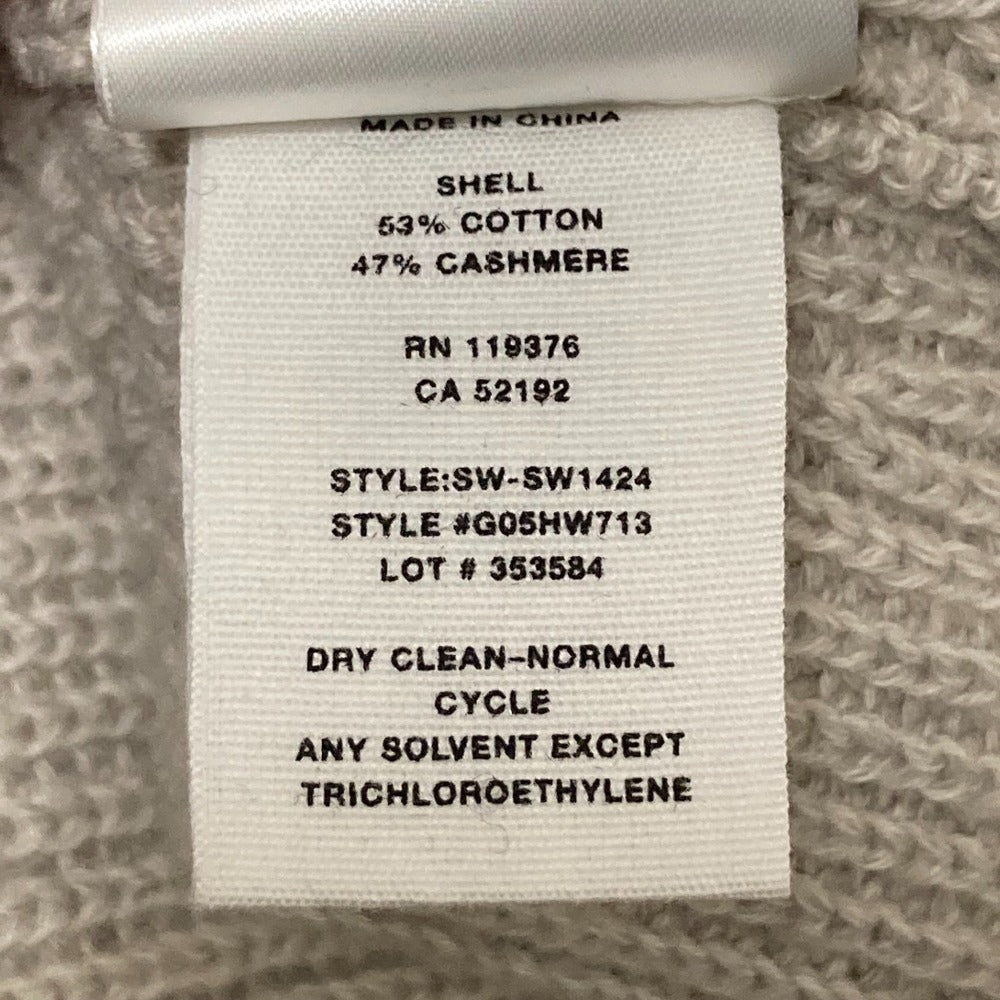 MADE IN CHINA
SHELL
53% COTTON
47% CASHMERE
RN 119376
CA 52192
STYLE:SW-SW1424
STYLE #G05HW713
LOT # 353584
DRY CLEAN-NORMAL
CYCLE
ANY SOLVENT EXCEPT
TRICHLOROETHYLENE